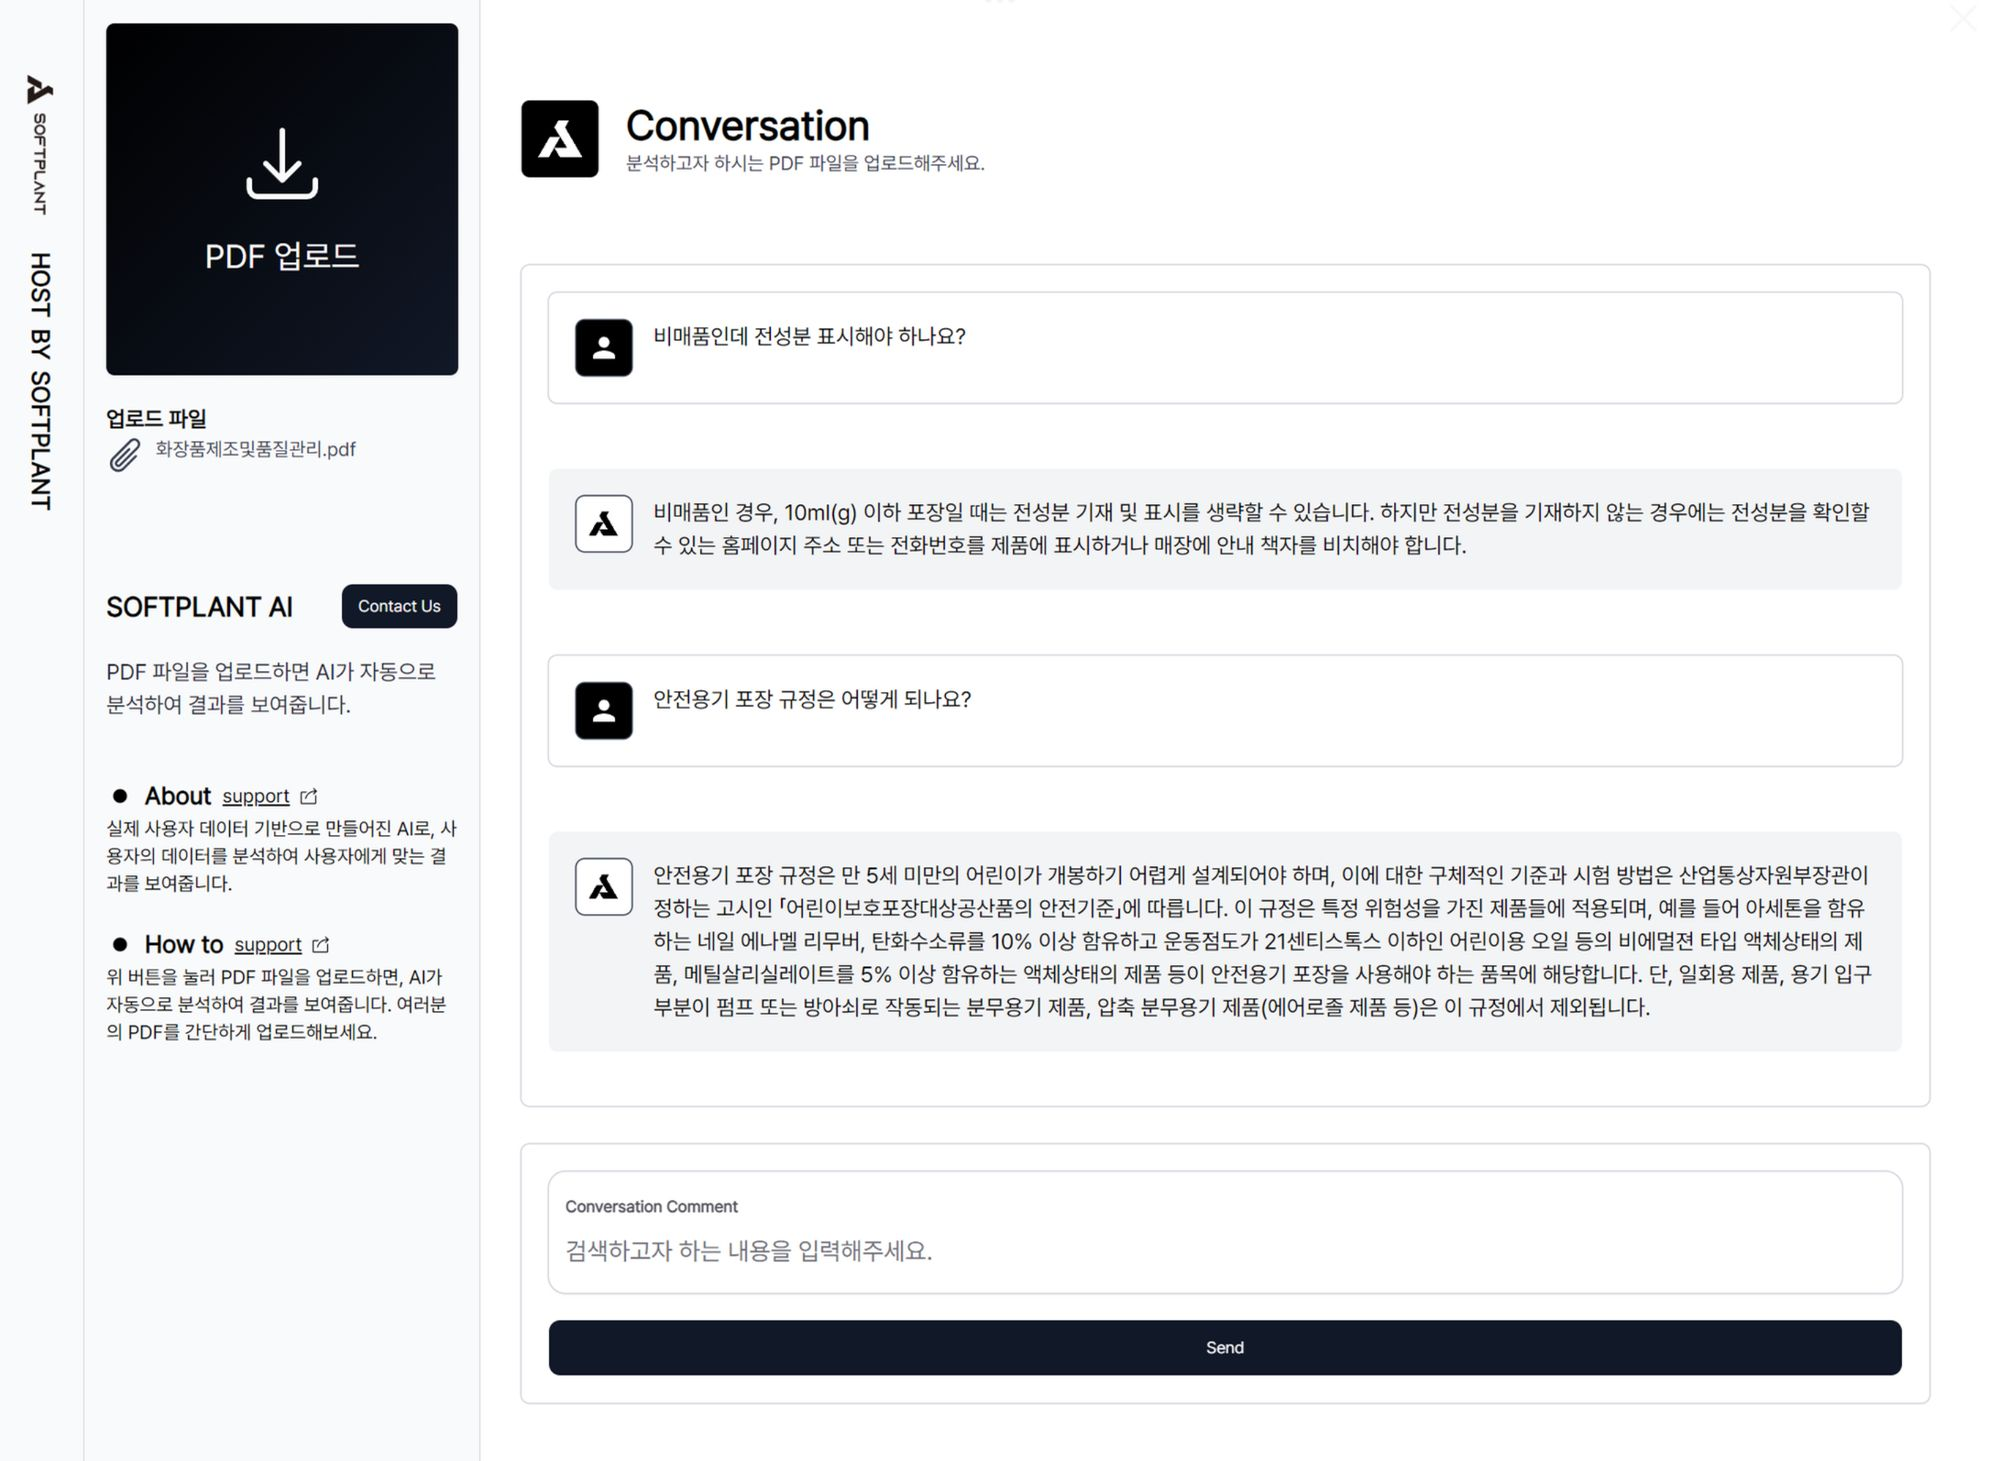 SOFTPLANT
HOST BY SOFTPLANT
PDF 업로드
업로드 파일
화장품제조및품질관리.pdf
SOFTPLANT AI
Contact Us
PDF 파일을 업로드하면 AI가 자동으로
분석하여 결과를 보여줍니다.
About support
실제 사용자 데이터 기반으로 만들어진 AI로, 사
용자의 데이터를 분석하여 사용자에게 맞는 결
과를 보여줍니다.
How to support
위 버튼을 눌러 PDF 파일을 업로드하면, AI가
자동으로 분석하여 결과를 보여줍니다. 여러분
의 PDF를 간단하게 업로드해보세요.
Conversation
분석하고자 하시는 PDF 파일을 업로드해주세요.
비매품인데 전성분 표시해야 하나요?
비매품인 경우, 10ml(g) 이하 포장일 때는 전성분 기재 및 표시를 생략할 수 있습니다. 하지만 전성분을 기재하지 않는 경우에는 전성분을 확인할
수 있는 홈페이지 주소 또는 전화번호를 제품에 표시하거나 매장에 안내 책자를 비치해야 합니다.
안전용기 포장 규정은 어떻게 되나요?
안전용기 포장 규정은 만 5세 미만의 어린이가 개봉하기 어렵게 설계되어야 하며, 이에 대한 구체적인 기준과 시험 방법은 산업통상자원부장관이
정하는 고시인 「어린이보호포장대상공산품의 안전기준」에 따릅니다. 이 규정은 특정 위험성을 가진 제품들에 적용되며, 예를 들어 아세톤을 함유
하는 네일 에나멜 리무버, 탄화수소류를 10% 이상 함유하고 운동점도가 21센티스톡스 이하인 어린이용 오일 등의 비에멀젼 타입 액체상태의 제
품, 메틸살리실레이트를 5% 이상 함유하는 액체상태의 제품 등이 안전용기 포장을 사용해야 하는 품목에 해당합니다. 단, 일회용 제품, 용기 입구
부분이 펌프 또는 방아쇠로 작동되는 분무용기 제품, 압축 분무용기 제품(에어로졸 제품 등)은 이 규정에서 제외됩니다.
Conversation Comment
검색하고자 하는 내용을 입력해주세요.
Send